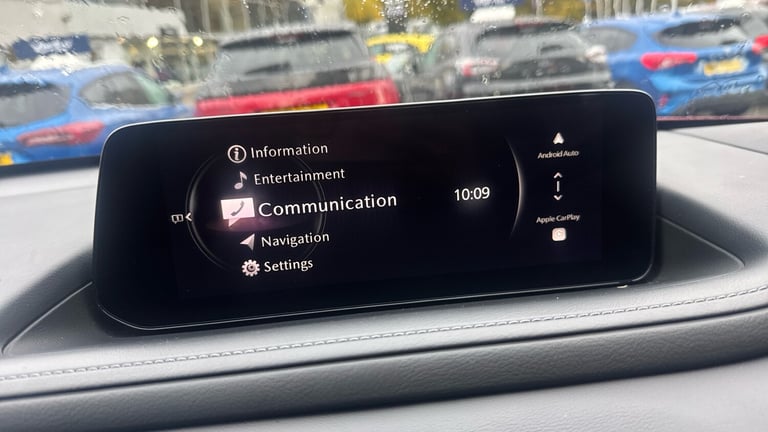 Information
Entertainment
Communication
Navigation
Settings
10:09
Android Auto
Apple CarPlay